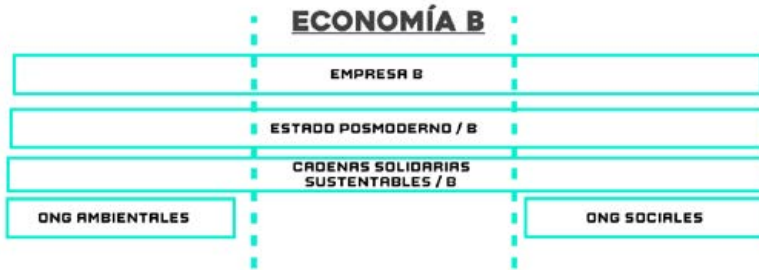 ECONOMÍA B
EMPRESA B
ESTADO POSMODERNO / B
CADENAS SOLIDARIAS
SUSTENTABLES / B
ONG AMBIENTALES
ONG SOCIALES